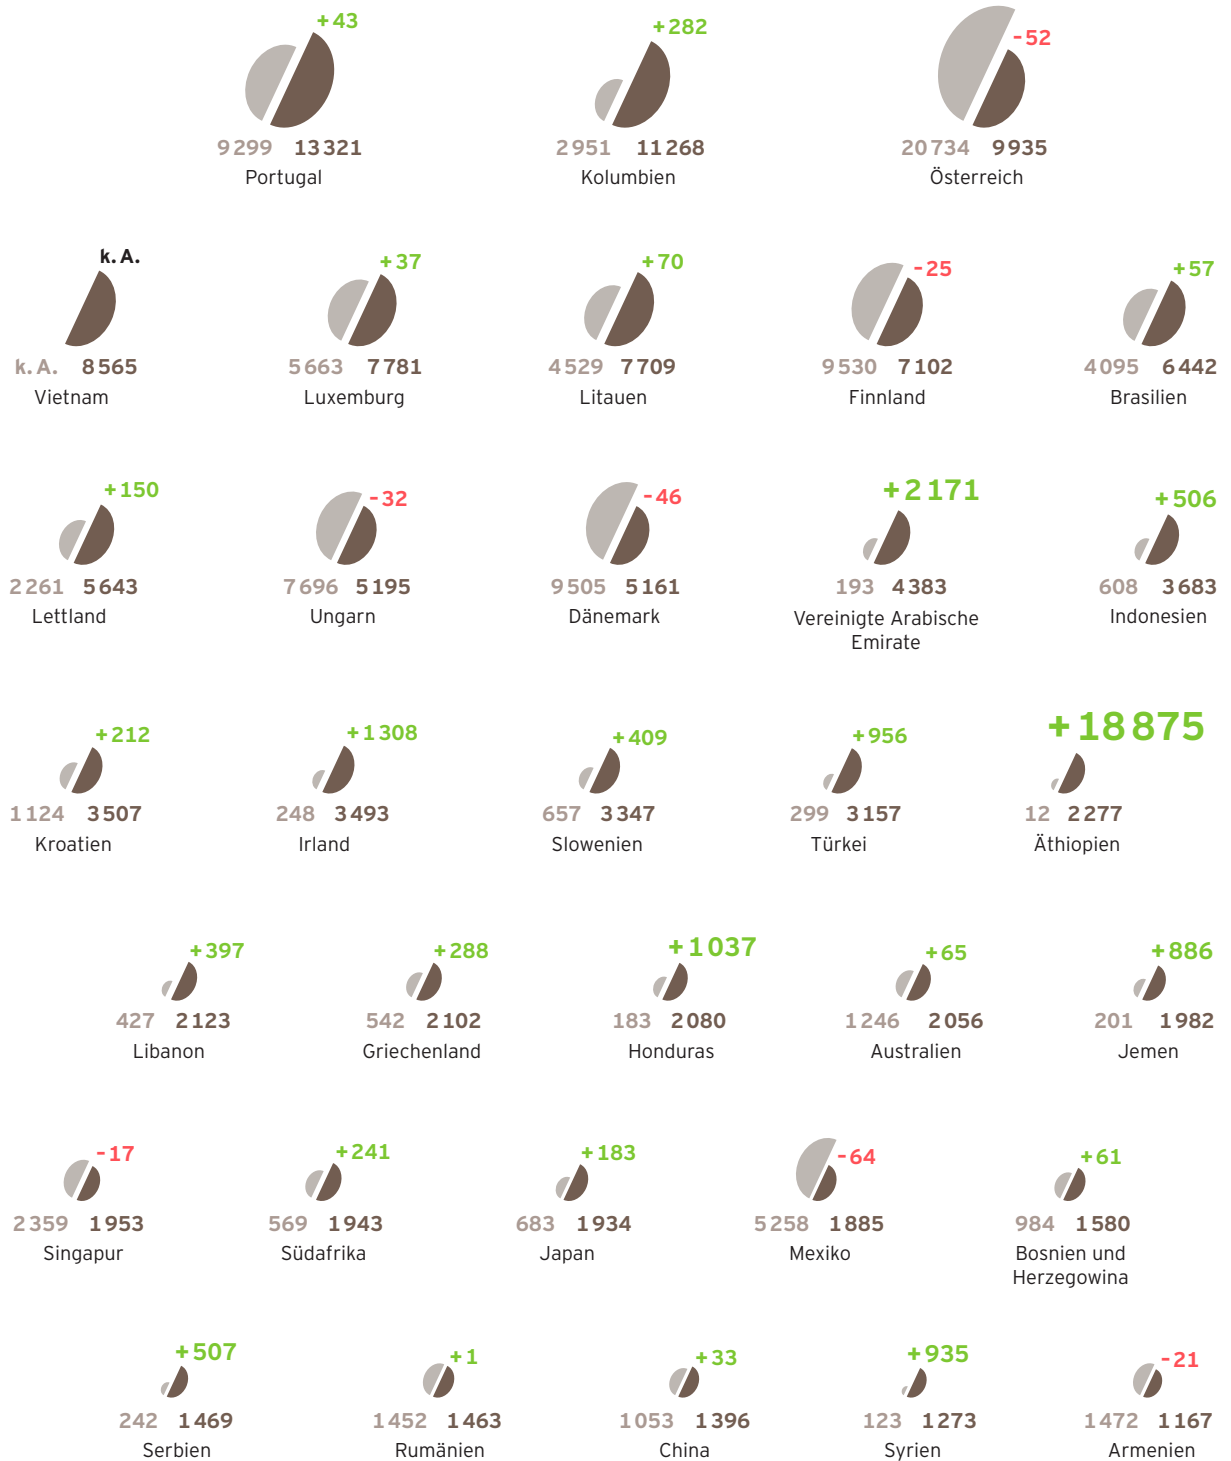 +43
9 299 13 321
Portugal
+282
2 951 11 268
Kolumbien
-52
20 734 9 935
Österreich
k. A.
k. A. 8 565
Vietnam
+37
5 663 7 781
Luxemburg
+70
4 529 7 709
Litauen
-25
9 530 7 102
Finnland
+57
4 095 6 442
Brasilien
+150
2 261 5 643
Lettland
-32
7 696 5 195
Ungarn
-46
9 505 5 161
Dänemark
+2 171
193 4 383
Vereinigte Arabische
Emirate
+506
608 3 683
Indonesien
+212
1 124 3 507
Kroatien
+1 308
248 3 493
Irland
+409
657 3 347
Slowenien
+956
299 3 157
Türkei
+18 875
12 2 277
Äthiopien
+397
427 2 123
Libanon
+288
542 2 102
Griechenland
+1 037
183 2 080
Honduras
+65
1 246 2 056
Australien
+886
201 1 982
Jemen
-17
2 359 1 953
Singapur
+241
569 1 943
Südafrika
+183
683 1 934
Japan
-64
5 258 1 885
Mexiko
+61
984 1 580
Bosnien und
Herzegowina
+507
242 1 469
Serbien
+1
1 452 1 463
Rumänien
+33
1 053 1 396
China
+935
123 1 273
Syrien
-21
1 472 1 167
Armenien